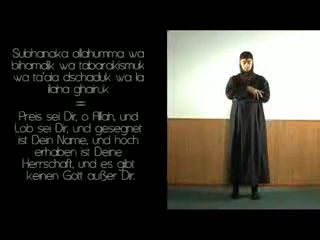 Subhanaka allahumma wa
bihamdik wa tabarakismuk
wa ta'ala dschaduk wa la
ilaha ghairuk
=
Preis sei Dir, o Allah, und
Lob sei Dir, und gesegnet
ist Dein Name, und hoch
erhaben ist Deine
Herrschaft, und es gibt
keinen Gott außer Dir.